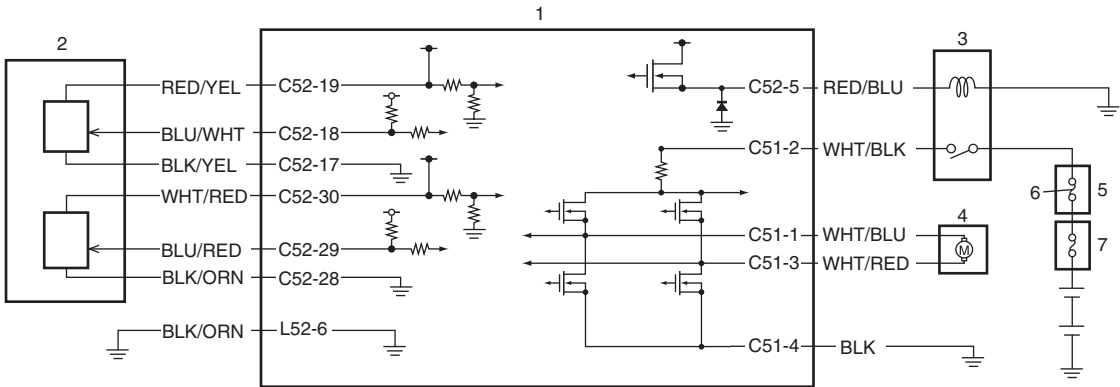 1
2
3
RED/YEL C52-19
C52-5 RED/BLU
BLU/WHT C52-18
C51-2 WHT/BLK
BLK/YEL C52-17
WHT/RED C52-30
6
5
4
C51-1 WHT/BLU
BLU/RED C52-29
M
7
C51-3 WHT/RED
BLK/ORN C52-28
BLK/ORN L52-6
C51-4 BLK